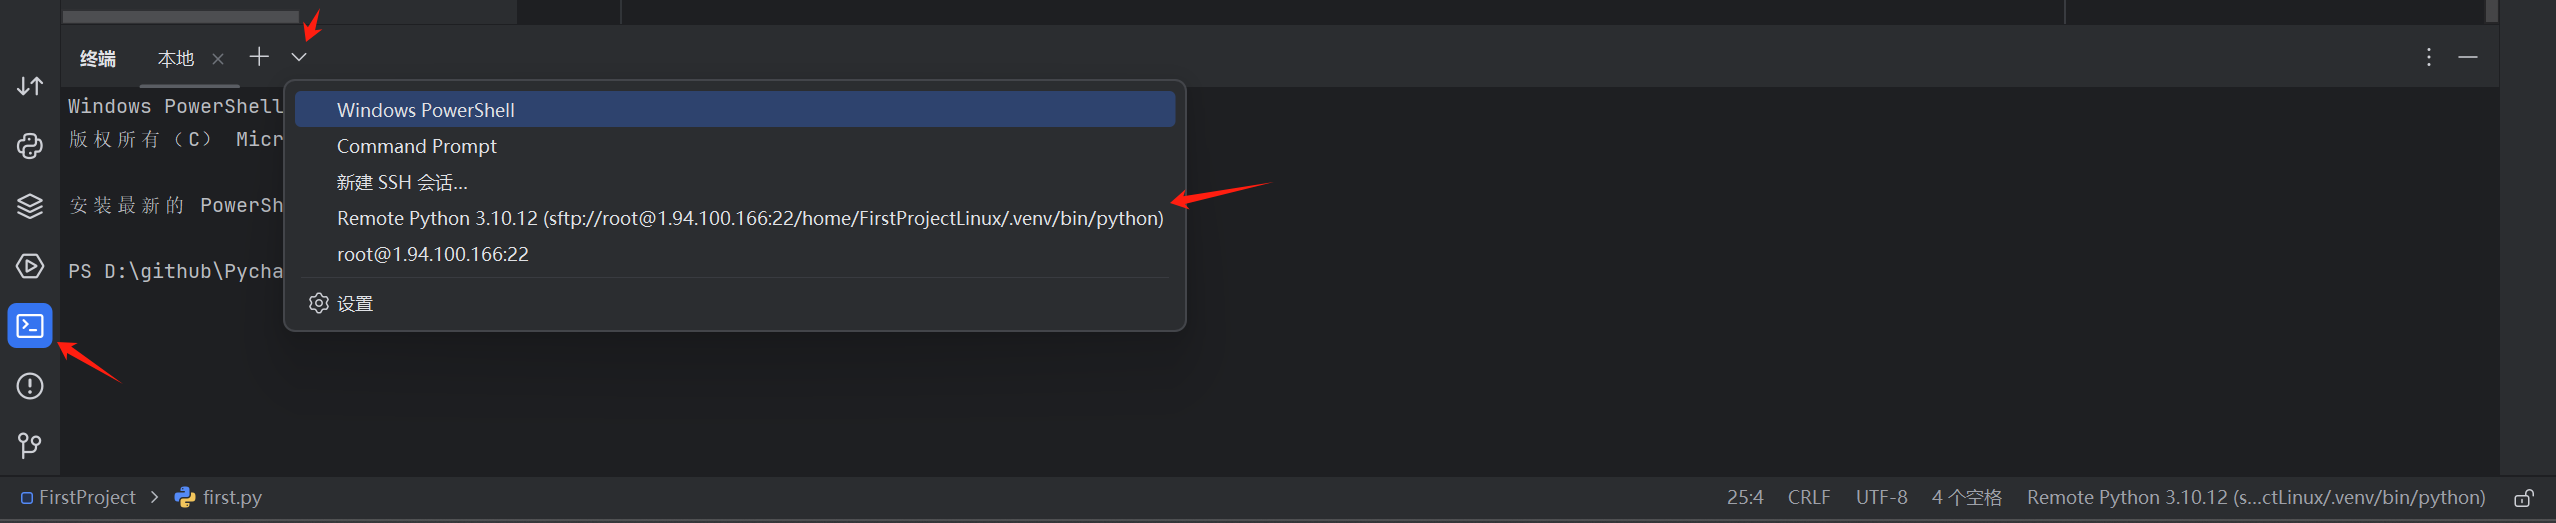 终端 本地
Windows PowerShell
版权所有（C） Micr
安装最新的 PowerSh
PS D:\github\Pycha
Windows PowerShell
Command Prompt
新建 SSH 会话...
Remote Python 3.10.12 (sftp://root@1.94.100.166:22/home/FirstProjectLinux/.venv/bin/python)
root@1.94.100.166:22
设置
FirstProject > first.py 25:4 CRLF UTF-8 4 个空格 Remote Python 3.10.12 (s...ctLinux/.venv/bin/python)